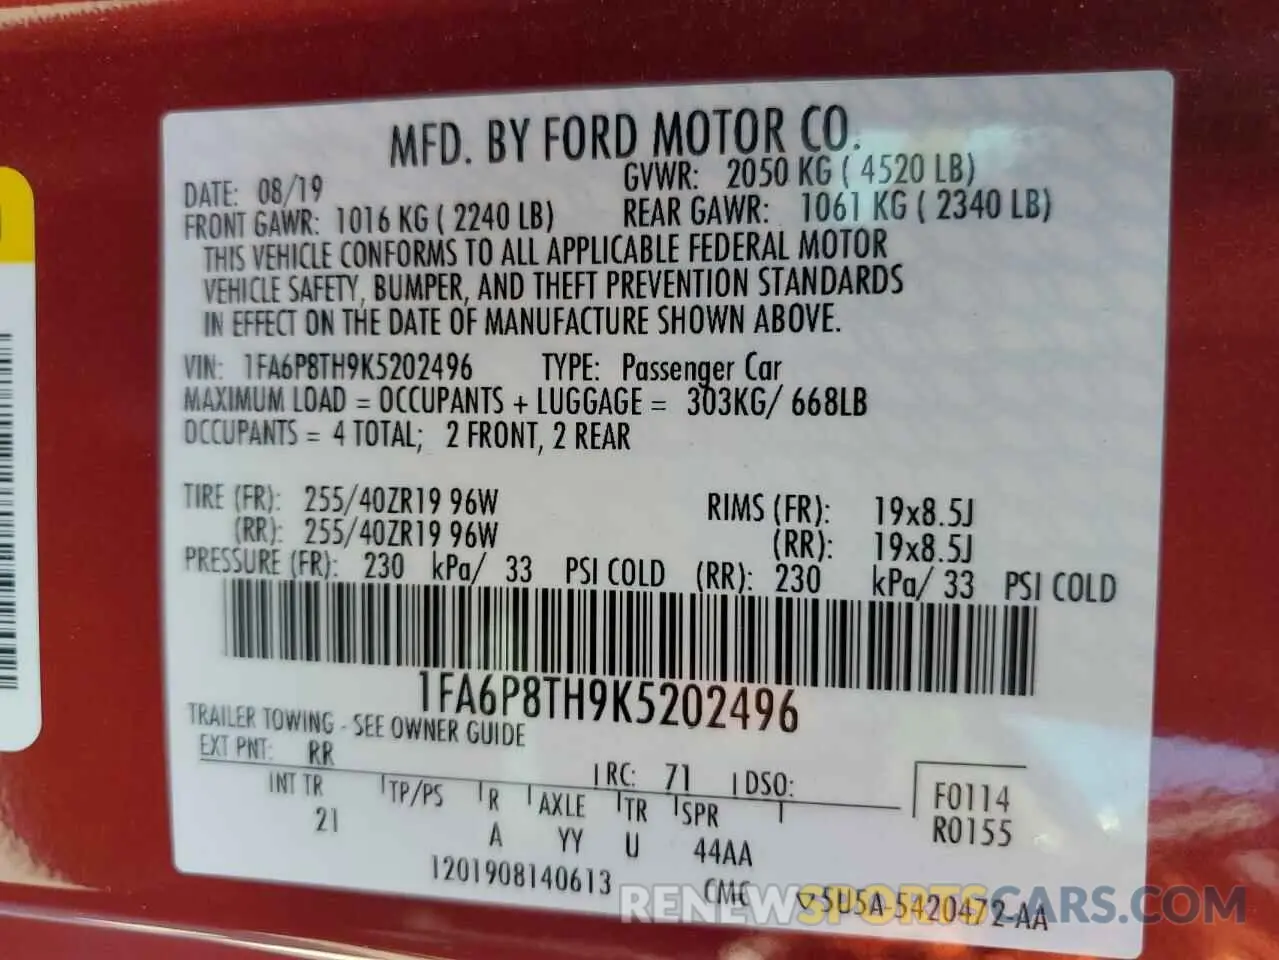 MFD. BY FORD MOTOR CO.
DATE: 08/19 GVWR: 2050 KG ( 4520 LB)
FRONT GAWR: 1016 KG ( 2240 LB) REAR GAWR: 1061 KG ( 2340 LB)
THIS VEHICLE CONFORMS TO ALL APPLICABLE FEDERAL MOTOR
VEHICLE SAFETY, BUMPER, AND THEFT PREVENTION STANDARDS
IN EFFECT ON THE DATE OF MANUFACTURE SHOWN ABOVE.
VIN: 1FA6P8TH9K5202496 TYPE: Passenger Car
MAXIMUM LOAD = OCCUPANTS + LUGGAGE = 303KG/ 668LB
OCCUPANTS = 4 TOTAL; 2 FRONT, 2 REAR
TIRE (FR): 255/40ZR19 96W RIMS (FR): 19x8.5J
(RR): 255/40ZR19 96W (RR): 19x8.5J
PRESSURE (FR): 230 kPa/ 33 PSI COLD (RR): 230 kPa/ 33 PSI COLD
1FA6P8TH9K5202496
TRAILER TOWING - SEE OWNER GUIDE
EXT PNT: RR RC: 71 DSO:
INT TR TP/PS R AXLE TR SPR F0114
21 A YY U 44AA R0155
1201908140613 CMC 5U5A-5420472-AA
RENEWSPORTSCARS.COM